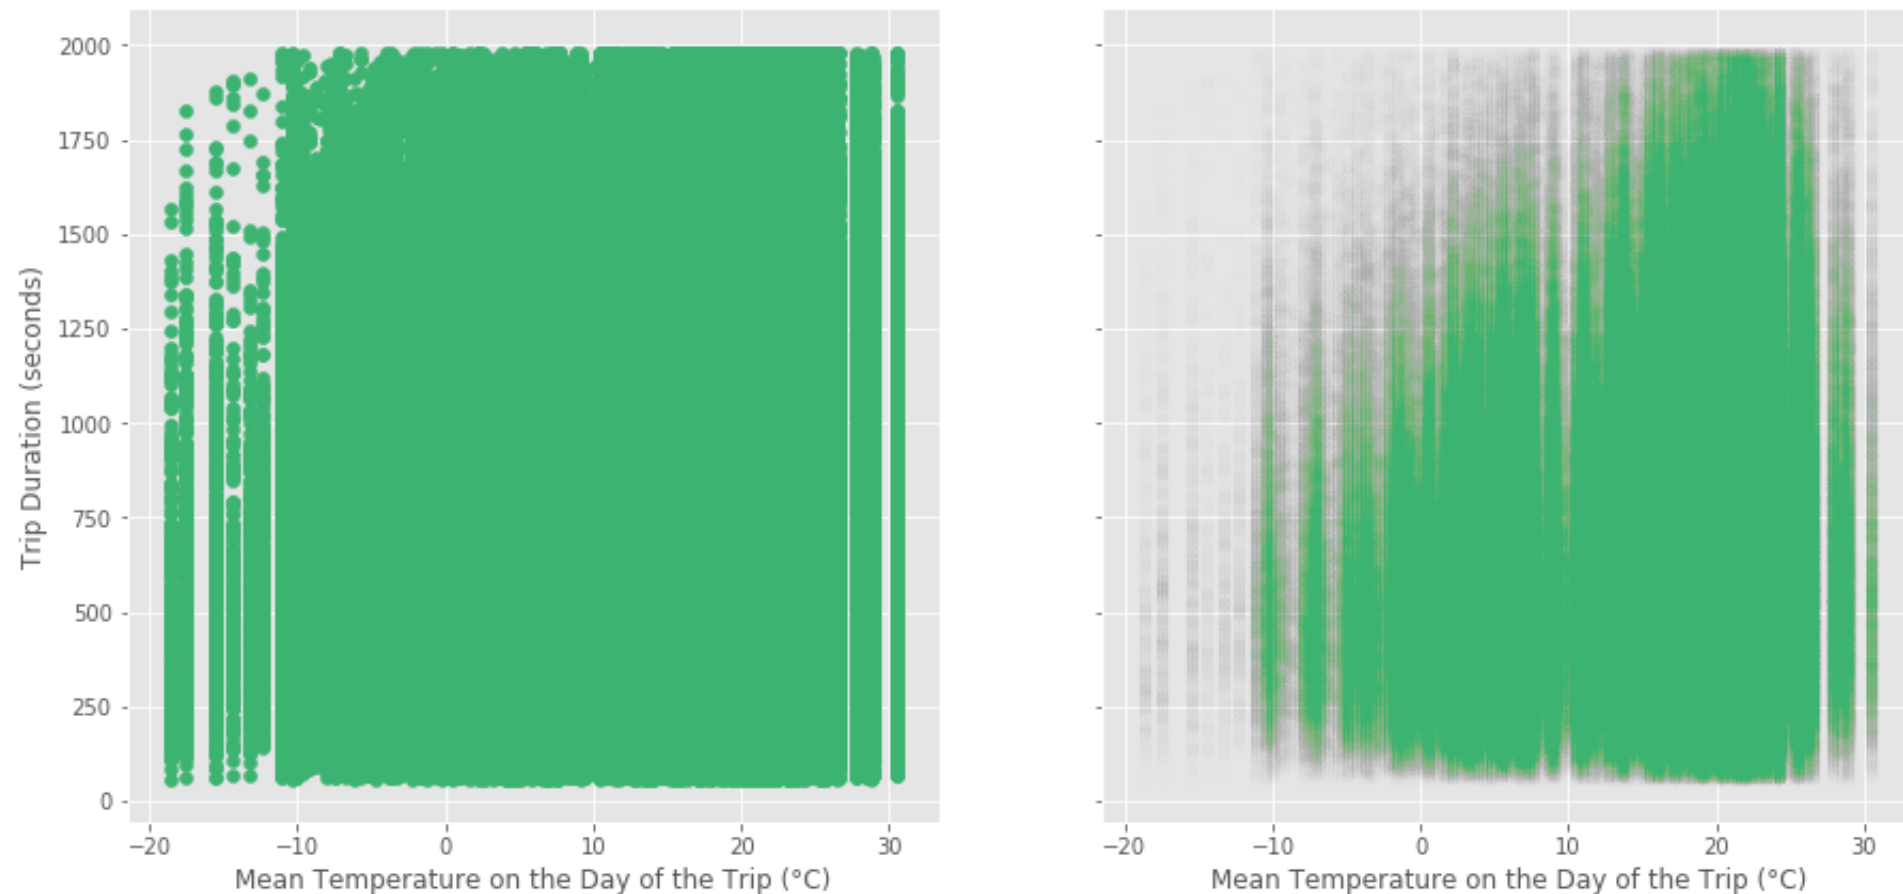 2000
1750
1500
1250
1000
750
500
250
0
Trip Duration (seconds)
−20 −10 0 10 20 30
Mean Temperature on the Day of the Trip (°C)
−20 −10 0 10 20 30
Mean Temperature on the Day of the Trip (°C)